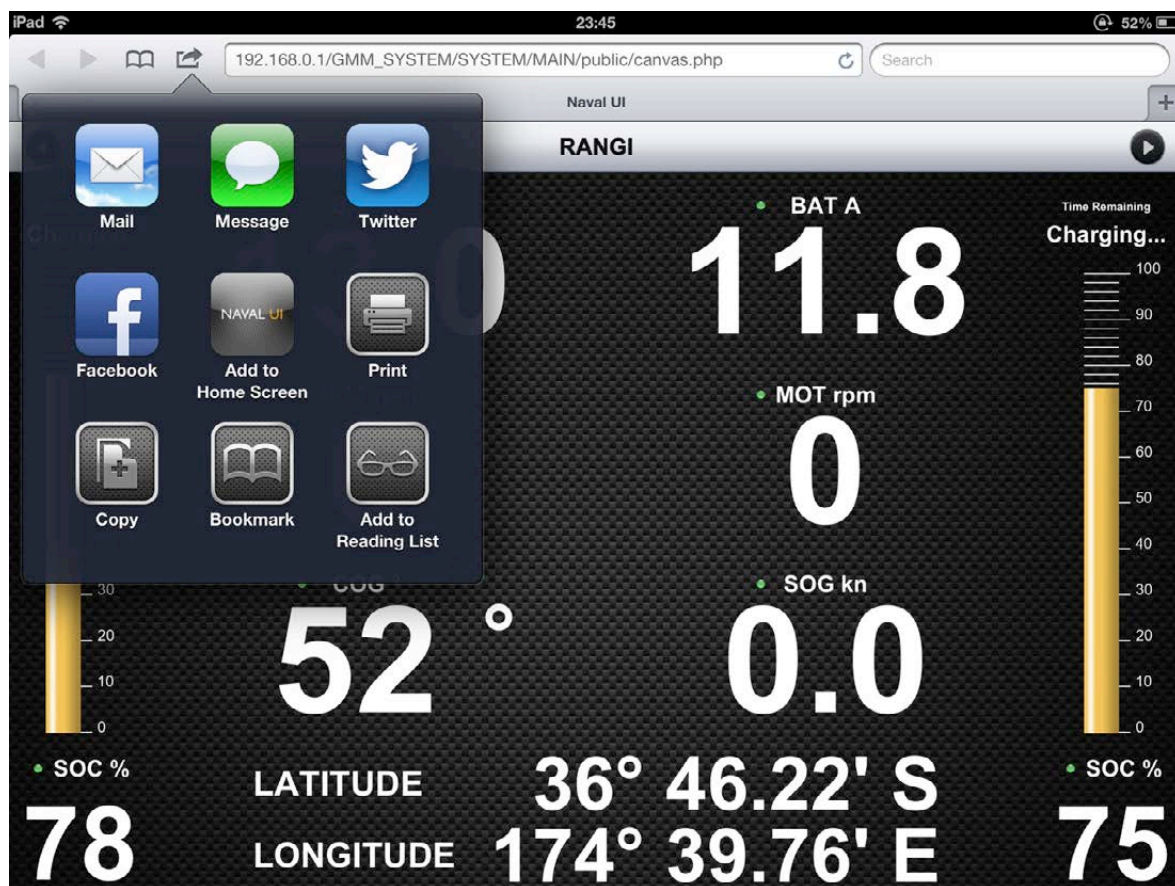 iPad 23:45 52%
192.168.0.1/GMM_SYSTEM/SYSTEM/MAIN/public/canvas.php Search
Naval UI
RANGI
Mail Message Twitter
Facebook NAVAL UI Add to Home Screen Print
Copy Bookmark Add to Reading List
BAT A
11.8
Time Remaining
Charging...
100
90
80
70
60
50
40
30
20
10
0
MOT rpm
0
COG
52 °
SOG kn
0.0
30
20
10
0
SOC %
78
LATITUDE 36° 46.22' S
LONGITUDE 174° 39.76' E
SOC %
75